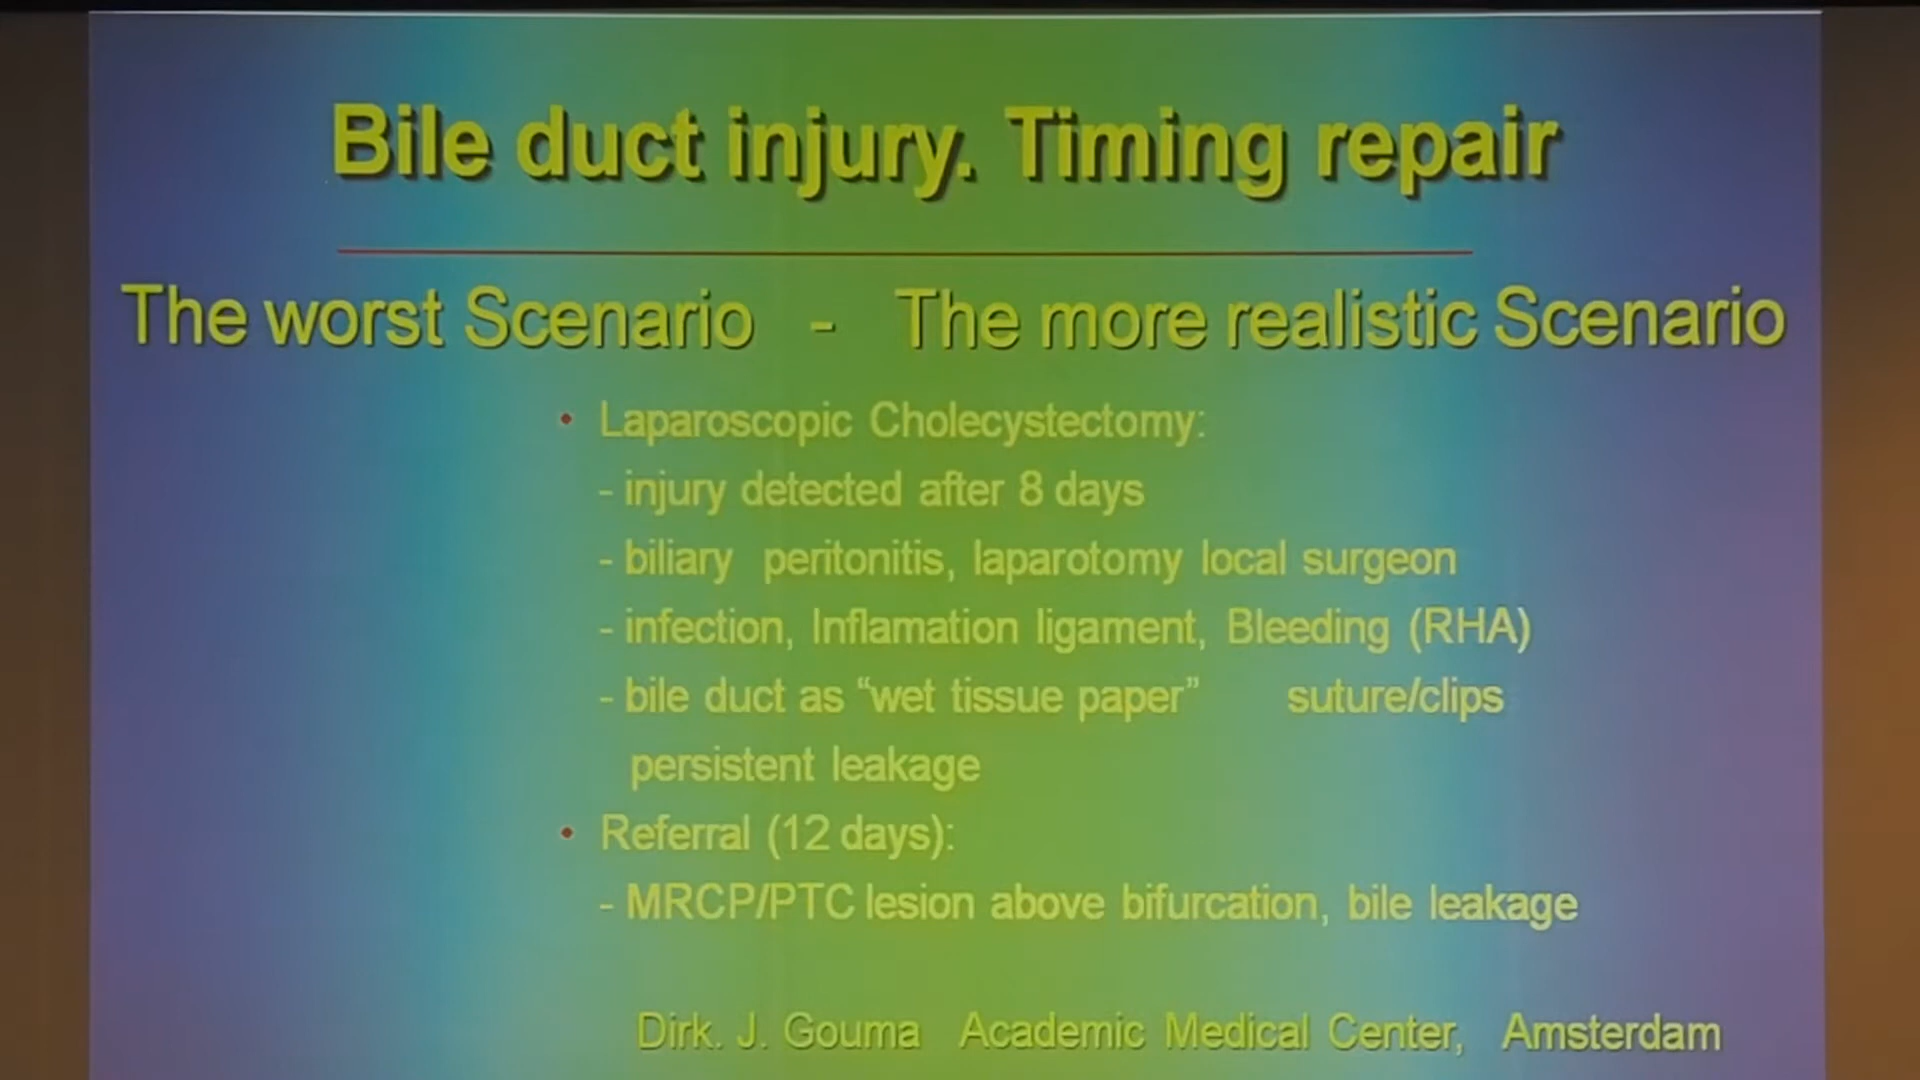 Bile duct injury. Timing repair
The worst Scenario - The more realistic Scenario
• Laparoscopic Cholecystectomy:
- injury detected after 8 days
- biliary peritonitis, laparotomy local surgeon
- infection, Inflamation ligament, Bleeding (RHA)
- bile duct as “wet tissue paper” suture/clips
persistent leakage
• Referral (12 days):
- MRCP/PTC lesion above bifurcation, bile leakage
Dirk. J. Gouma Academic Medical Center, Amsterdam